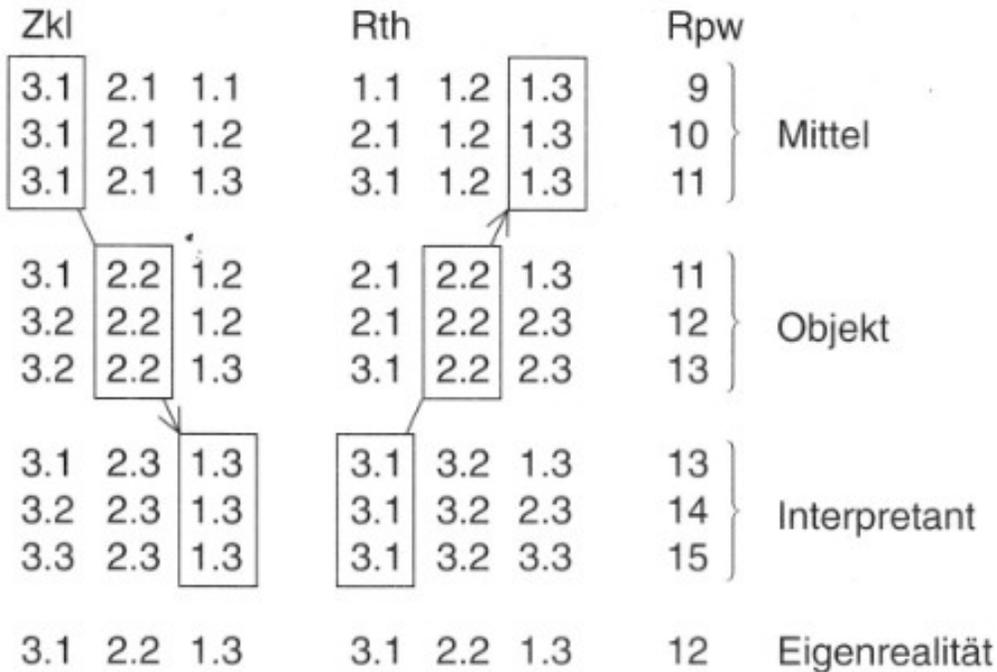 Zkl Rth Rpw
3.1 2.1 1.1 1.1 1.2 1.3 9
3.1 2.1 1.2 2.1 1.2 1.3 10 Mittel
3.1 2.1 1.3 3.1 1.2 1.3 11
3.1 2.2 1.2 2.1 2.2 1.3 11
3.2 2.2 1.2 2.1 2.2 2.3 12 Objekt
3.2 2.2 1.3 3.1 2.2 2.3 13
3.1 2.3 1.3 3.1 3.2 1.3 13
3.2 2.3 1.3 3.1 3.2 2.3 14 Interpretant
3.3 2.3 1.3 3.1 3.2 3.3 15
3.1 2.2 1.3 3.1 2.2 1.3 12 Eigenrealität